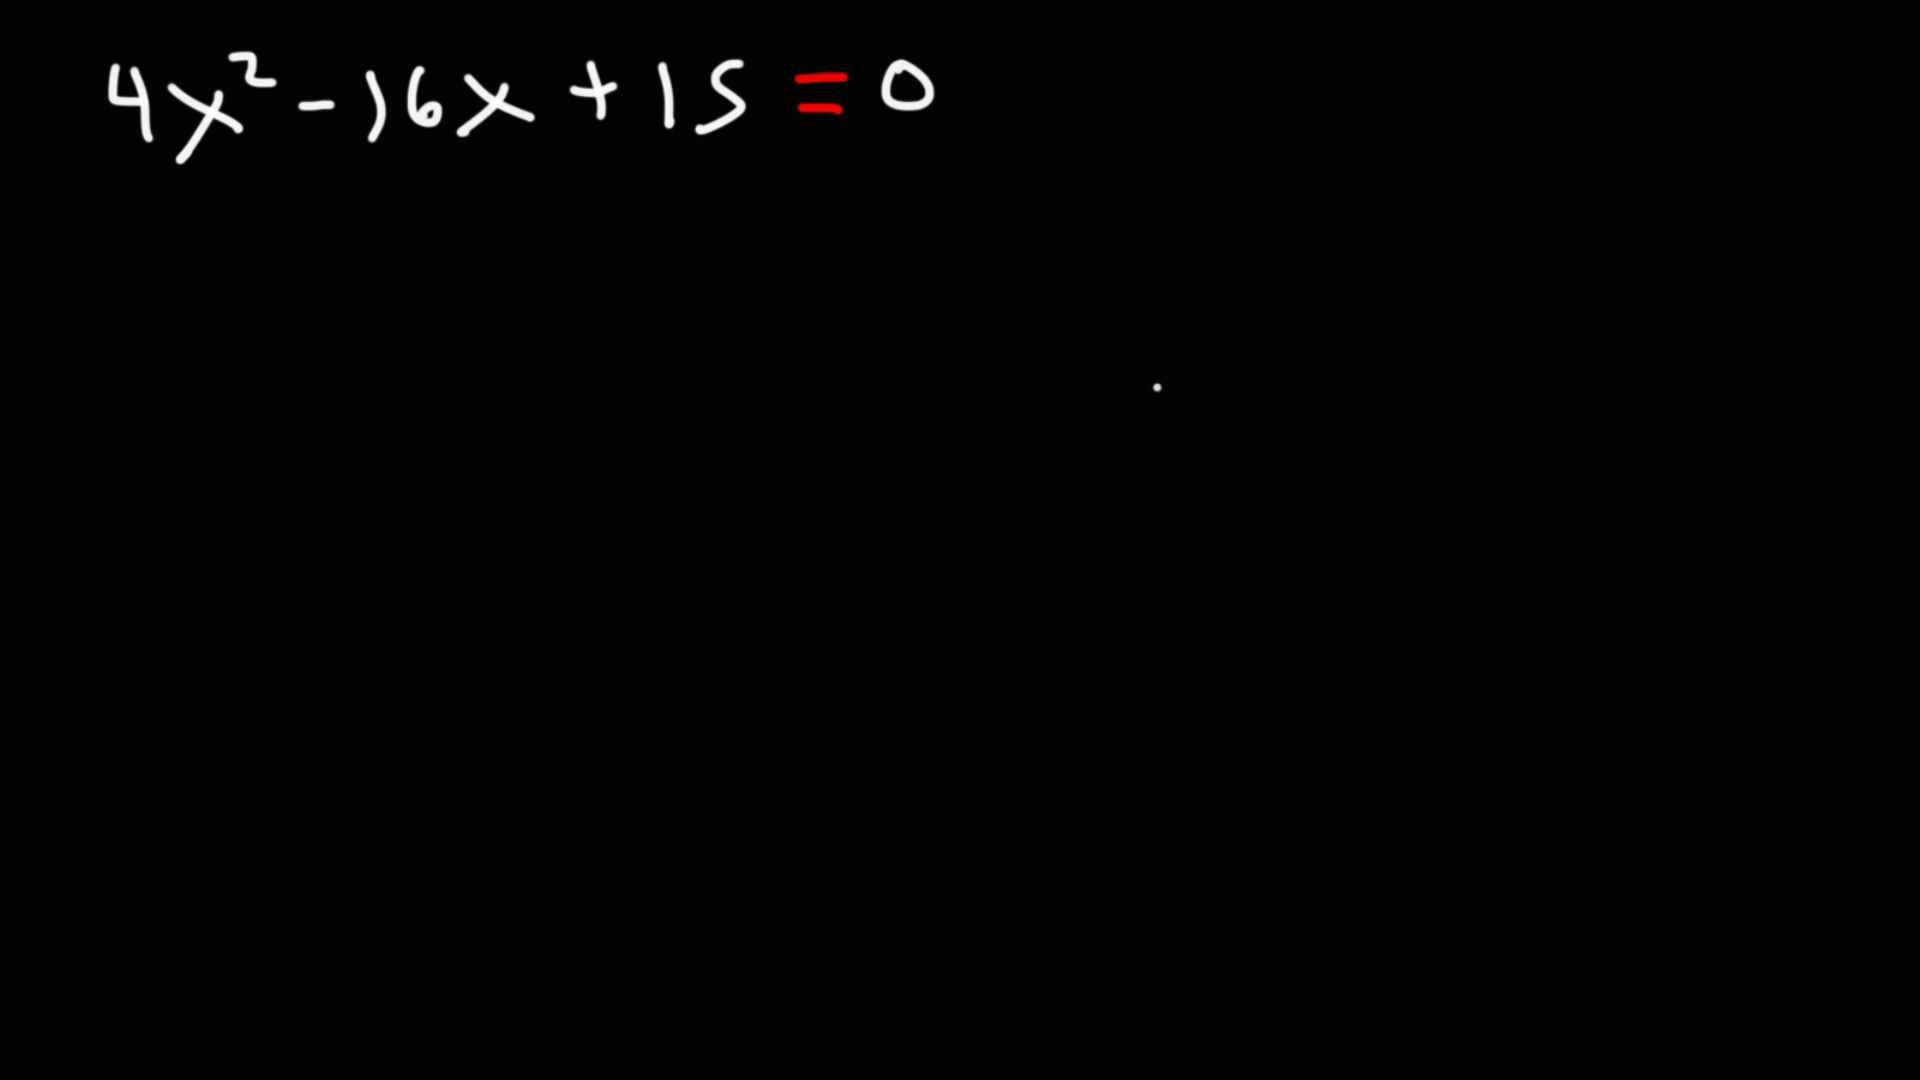 4x² - 16x + 15 = 0